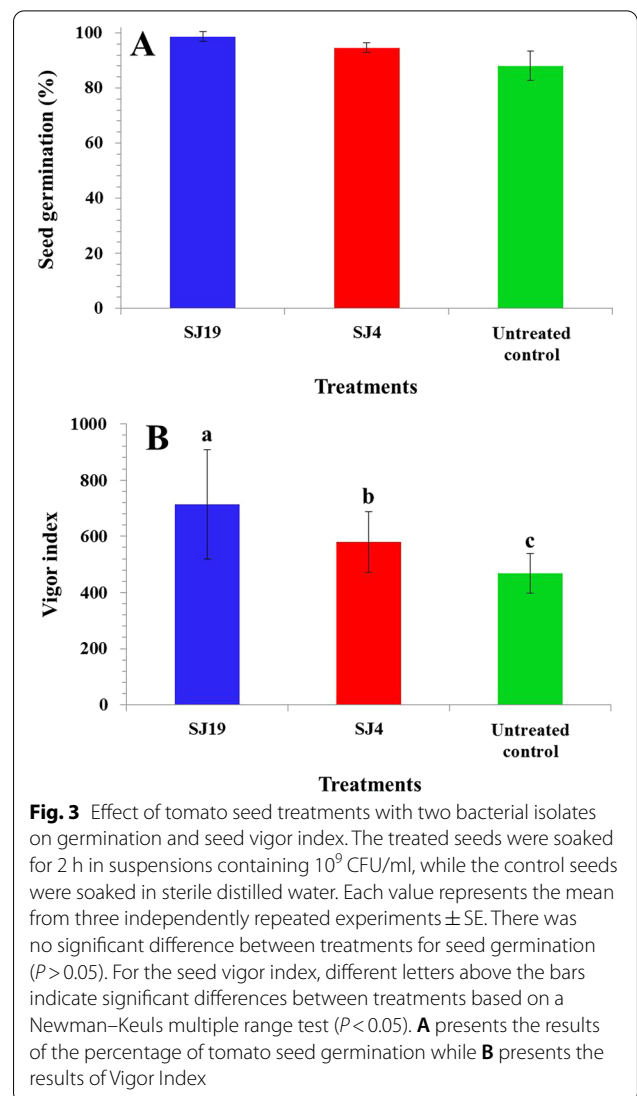 A
Seed germination (%)
100
80
60
40
20
0
SJ19 SJ4 Untreated
control
Treatments
B
Vigor index
1000
800
600
400
200
0
a
b
c
SJ19 SJ4 Untreated
control
Treatments
Fig. 3 Effect of tomato seed treatments with two bacterial isolates
on germination and seed vigor index. The treated seeds were soaked
for 2 h in suspensions containing 10⁹ CFU/ml, while the control seeds
were soaked in sterile distilled water. Each value represents the mean
from three independently repeated experiments ± SE. There was
no significant difference between treatments for seed germination
(P > 0.05). For the seed vigor index, different letters above the bars
indicate significant differences between treatments based on a
Newman–Keuls multiple range test (P < 0.05). A presents the results
of the percentage of tomato seed germination while B presents the
results of Vigor Index